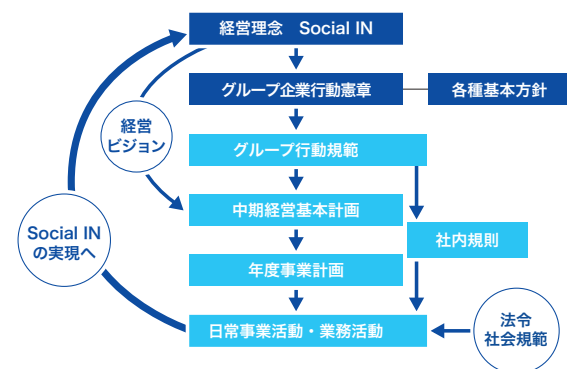 経営理念　Social IN
グループ企業行動憲章
各種基本方針
経営
ビジョン
グループ行動規範
中期経営基本計画
Social IN
の実現へ
社内規則
年度事業計画
日常事業活動・業務活動
法令
社会規範